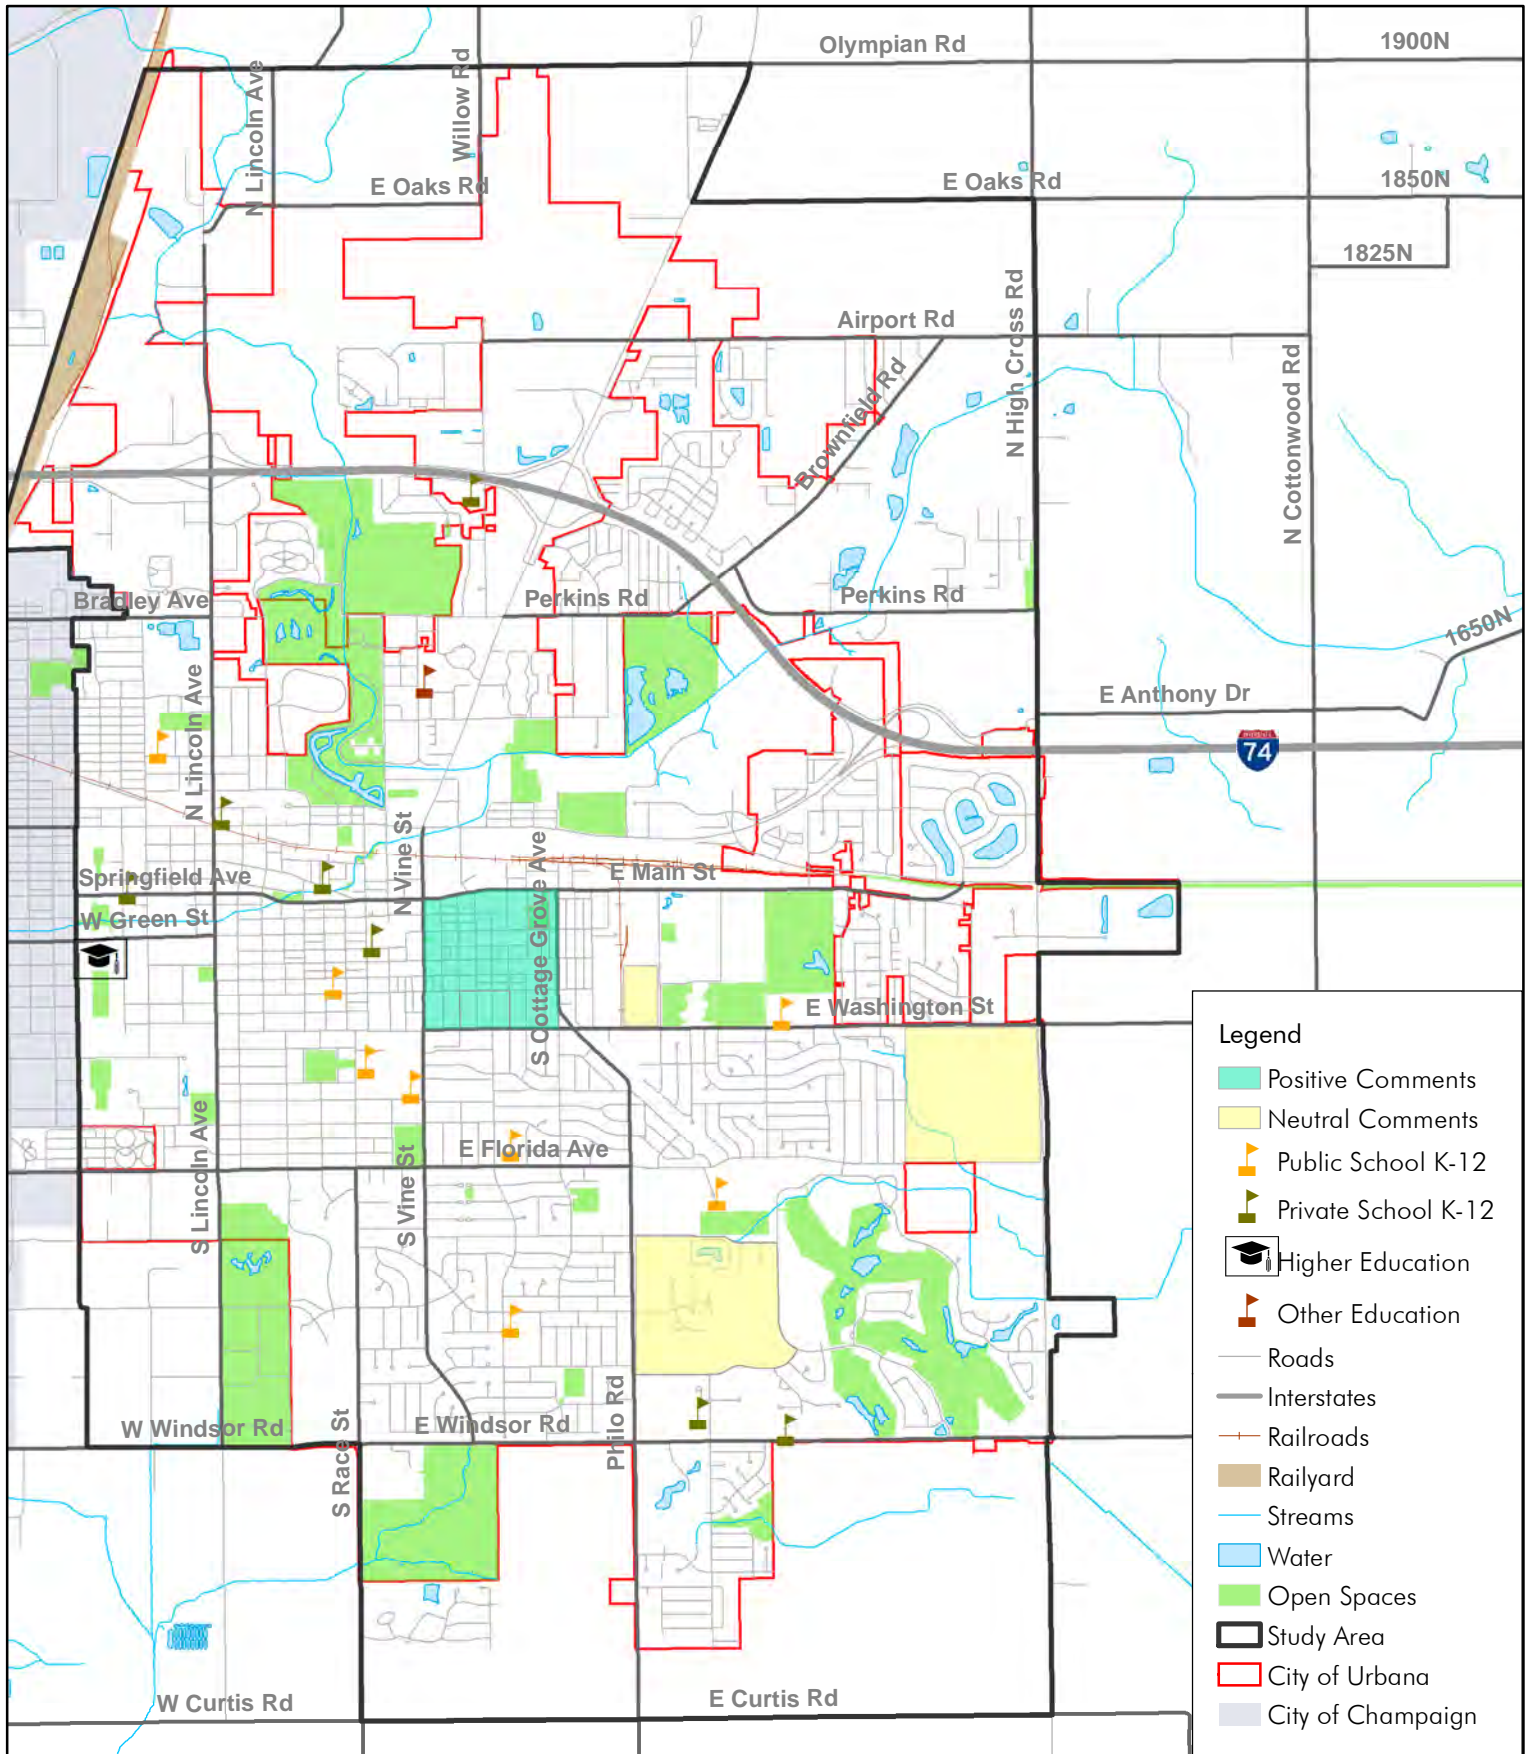 Olympian Rd
1900N
N Lincoln Ave
Willow Rd
E Oaks Rd
E Oaks Rd
1850N
1825N
Airport Rd
N High Cross Rd
N Cottonwood Rd
Brownfield Rd
Bradley Ave
Perkins Rd
Perkins Rd
1650N
N Lincoln Ave
E Anthony Dr
INTERSTATE
74
N Vine St
S Cottage Grove Ave
Springfield Ave
E Main St
W Green St
E Washington St
S Lincoln Ave
E Florida Ave
S Vine St
W Windsor Rd
S Race St
E Windsor Rd
Philo Rd
W Curtis Rd
E Curtis Rd
Legend
Positive Comments
Neutral Comments
Public School K-12
Private School K-12
Higher Education
Other Education
Roads
Interstates
Railroads
Railyard
Streams
Water
Open Spaces
Study Area
City of Urbana
City of Champaign